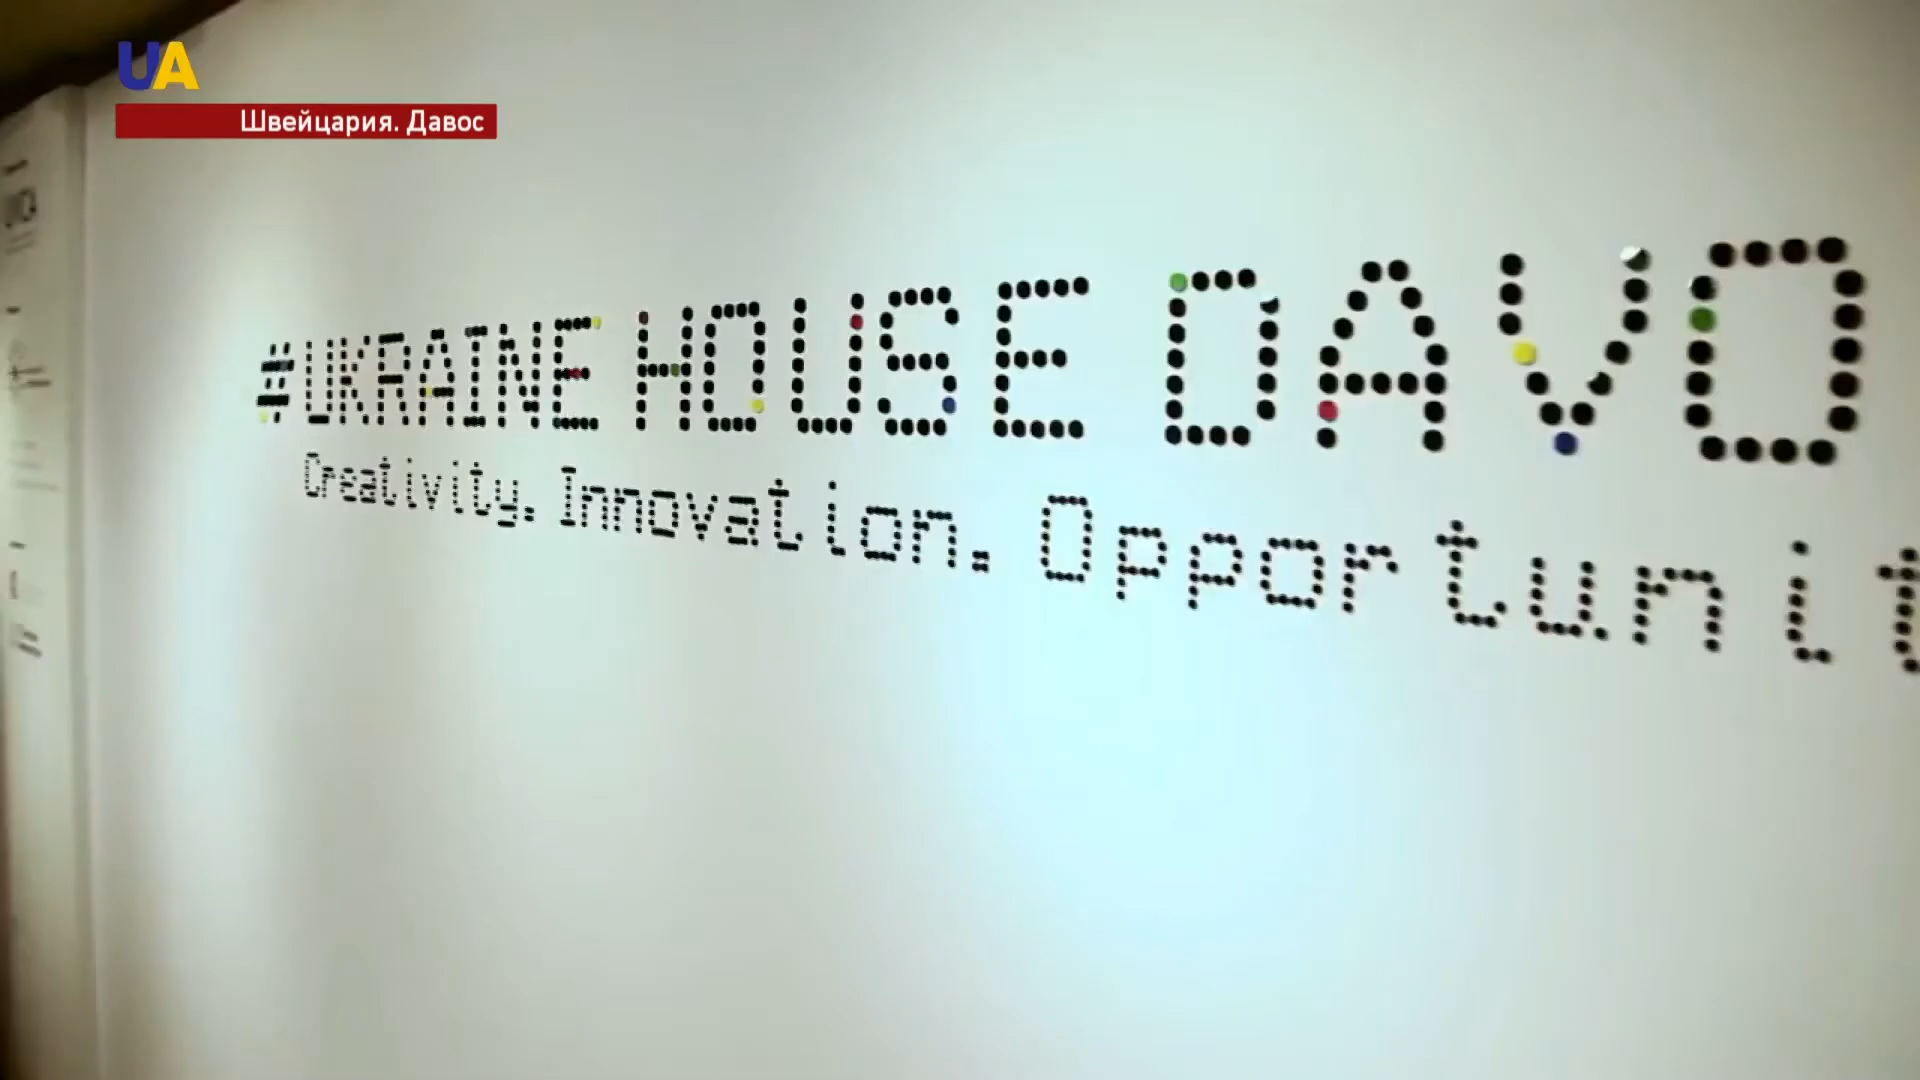 UA
Швейцария. Давос
#UKRAINE HOUSE DAVO
Creativity. Innovation. Opportunit